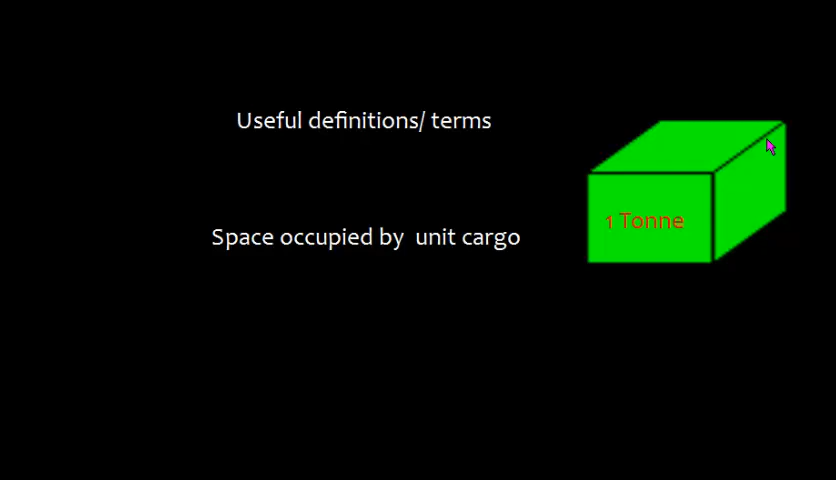 Useful definitions/ terms
1 Tonne
Space occupied by unit cargo